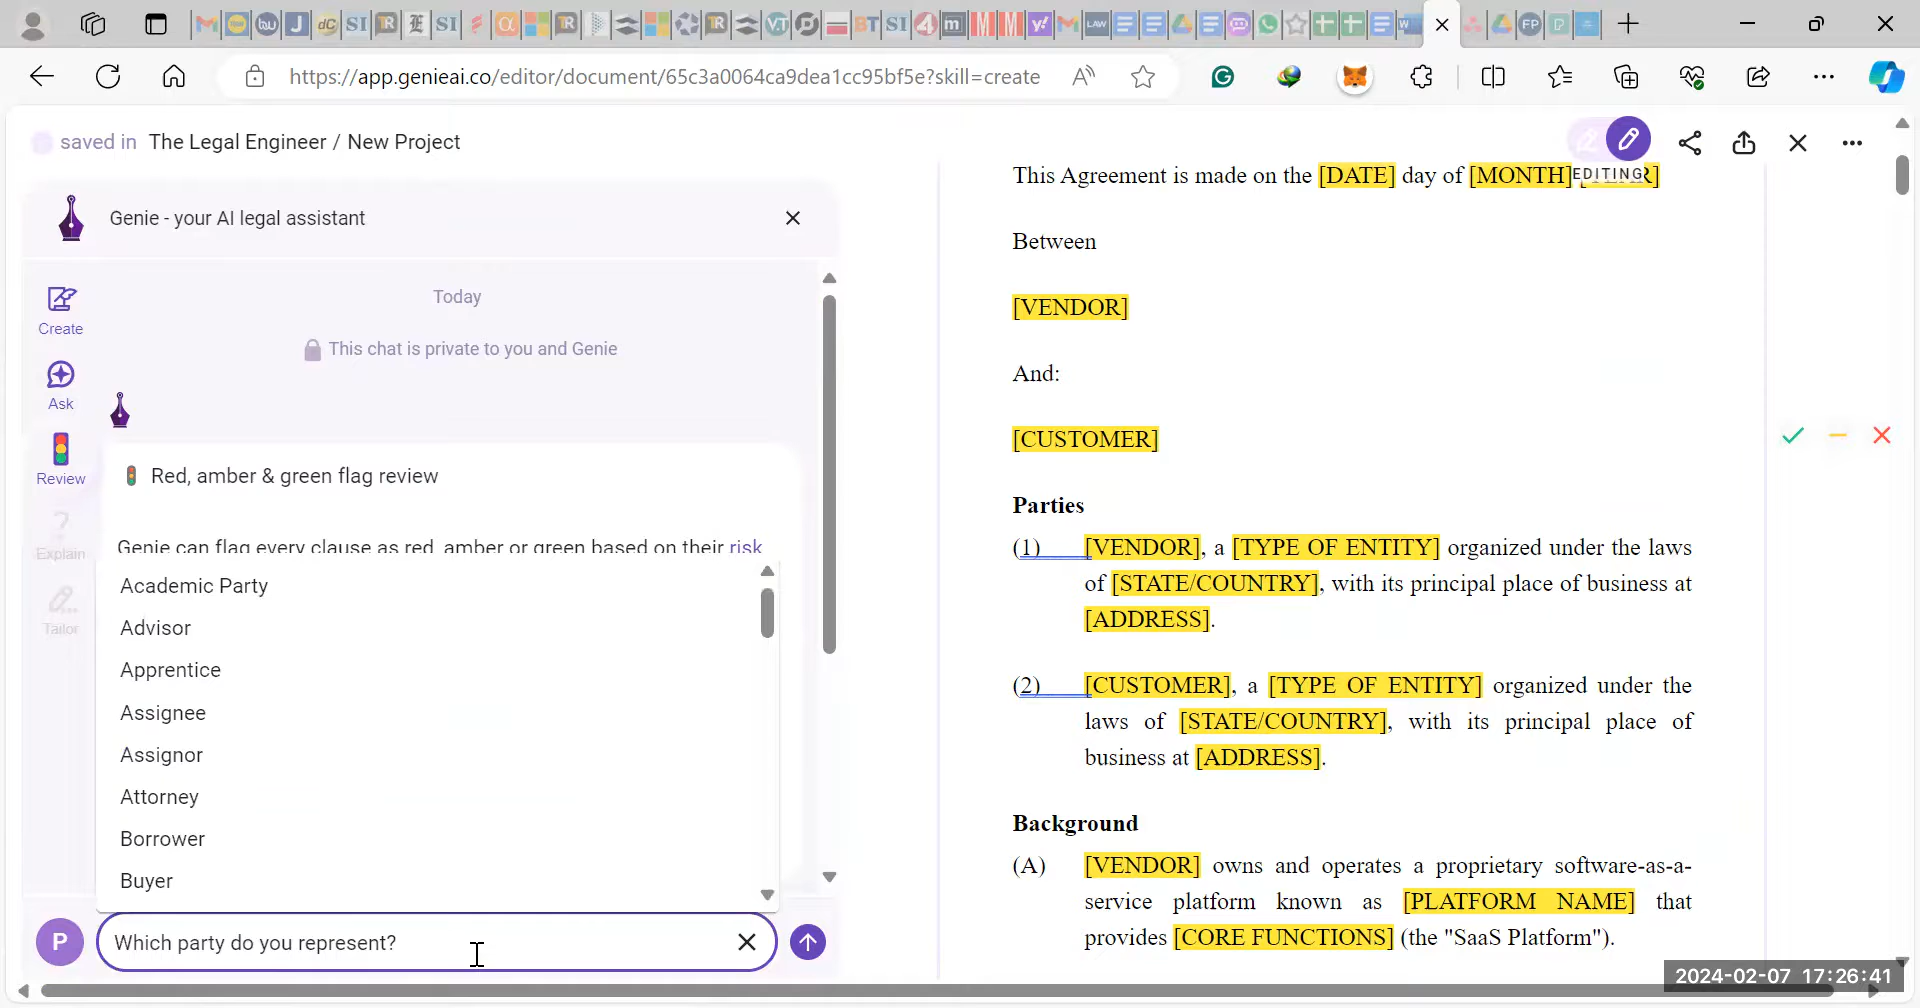 https://app.genieai.co/editor/document/65c3a0064ca9dea1cc95bf5e?skill=create
saved in The Legal Engineer / New Project
Genie - your AI legal assistant
Create
Ask
Review
Explain
Tailor
Today
This chat is private to you and Genie
Red, amber & green flag review
Genie can flag every clause as red, amber or green based on their risk
Academic Party
Advisor
Apprentice
Assignee
Assignor
Attorney
Borrower
Buyer
P
Which party do you represent?
EDITING
This Agreement is made on the [DATE] day of [MONTH]
Between
[VENDOR]
And:
[CUSTOMER]
Parties
(1) [VENDOR], a [TYPE OF ENTITY] organized under the laws
of [STATE/COUNTRY], with its principal place of business at
[ADDRESS].
(2) [CUSTOMER], a [TYPE OF ENTITY] organized under the
laws of [STATE/COUNTRY], with its principal place of
business at [ADDRESS].
Background
(A) [VENDOR] owns and operates a proprietary software-as-a-
service platform known as [PLATFORM NAME] that
provides [CORE FUNCTIONS] (the "SaaS Platform").
2024-02-07 17:26:41